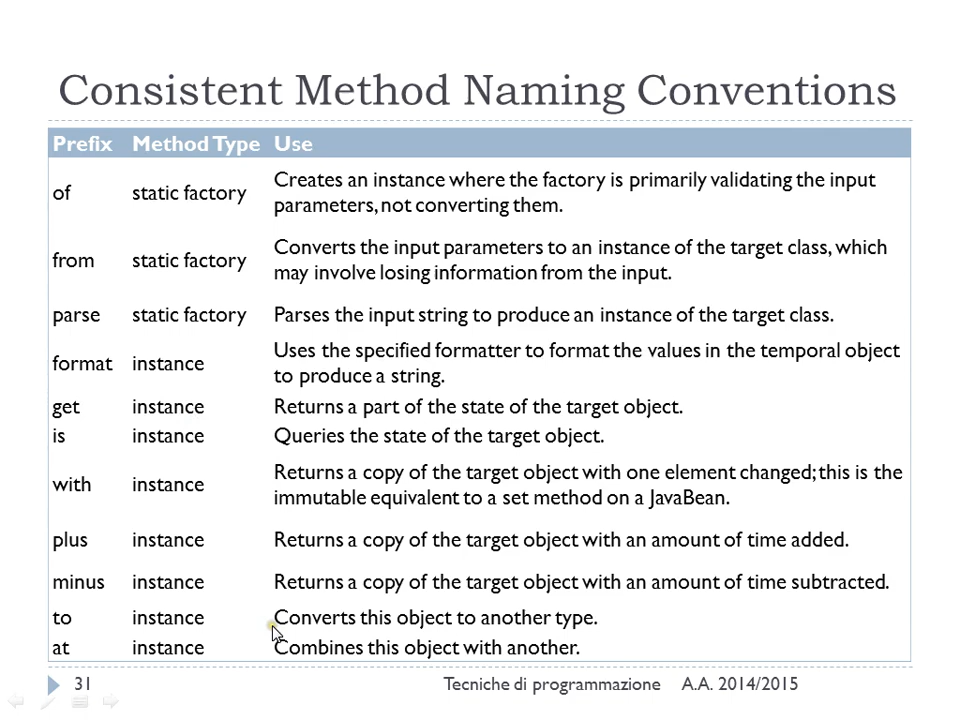 Consistent Method Naming Conventions
Prefix Method Type Use
of static factory Creates an instance where the factory is primarily validating the input
parameters, not converting them.
from static factory Converts the input parameters to an instance of the target class, which
may involve losing information from the input.
parse static factory Parses the input string to produce an instance of the target class.
format instance Uses the specified formatter to format the values in the temporal object
to produce a string.
get instance Returns a part of the state of the target object.
is instance Queries the state of the target object.
with instance Returns a copy of the target object with one element changed; this is the
immutable equivalent to a set method on a JavaBean.
plus instance Returns a copy of the target object with an amount of time added.
minus instance Returns a copy of the target object with an amount of time subtracted.
to instance Converts this object to another type.
at instance Combines this object with another.
31 Tecniche di programmazione A.A. 2014/2015